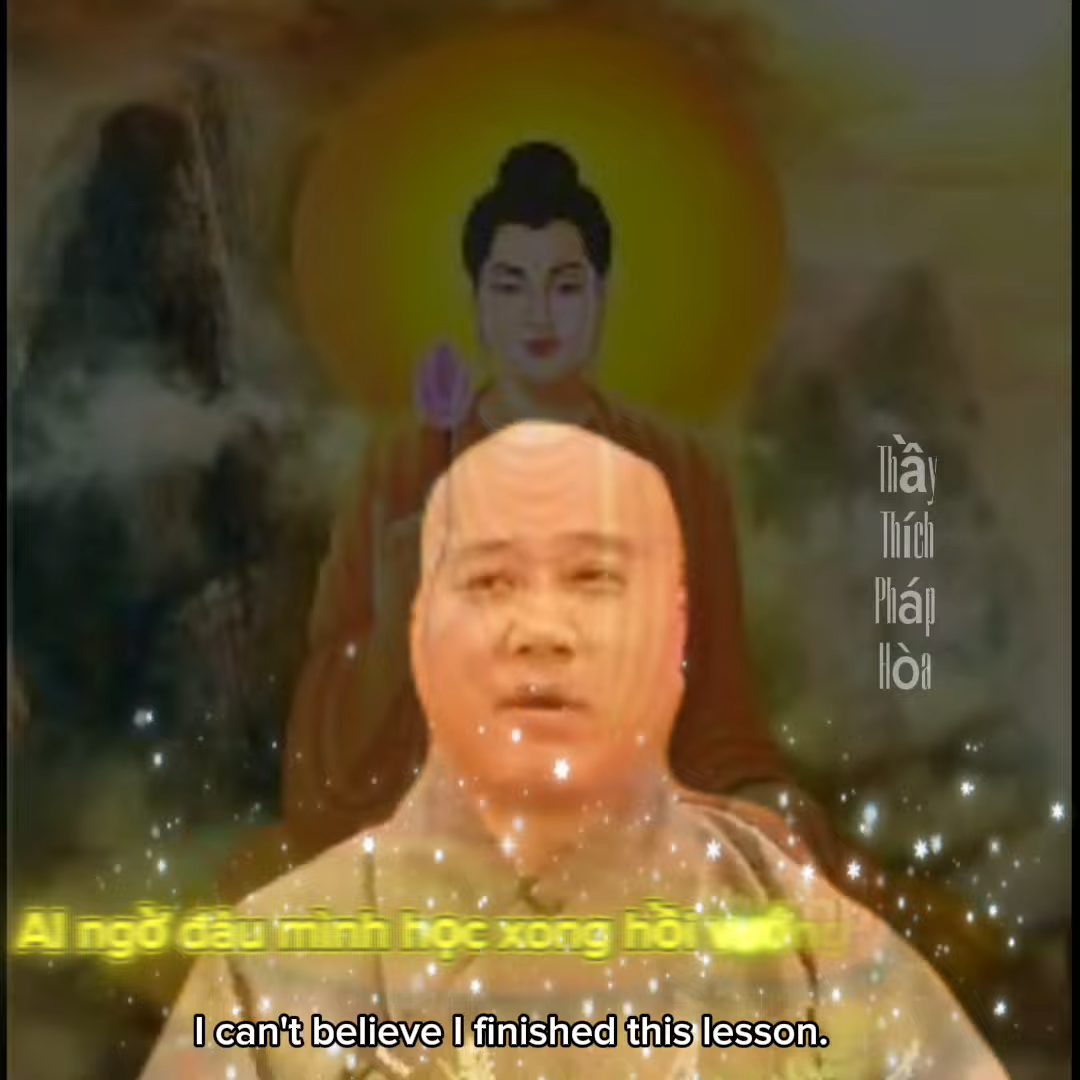 Thầy
Thích
Pháp
Hòa
AI ngờ đâu mình học xong hồi
I can't believe I finished this lesson.